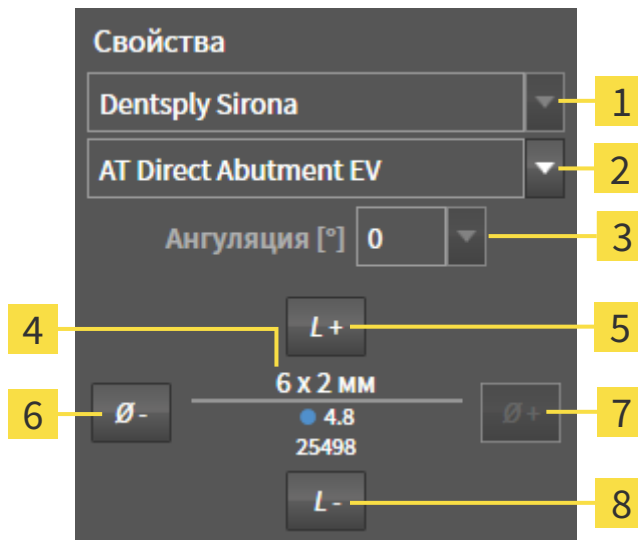 Свойства
Dentsply Sirona
1
AT Direct Abutment EV
2
Ангуляция [°] 0
3
L +
5
4
6 x 2 мм
6
Ø -
4.8
Ø +
7
25498
L -
8